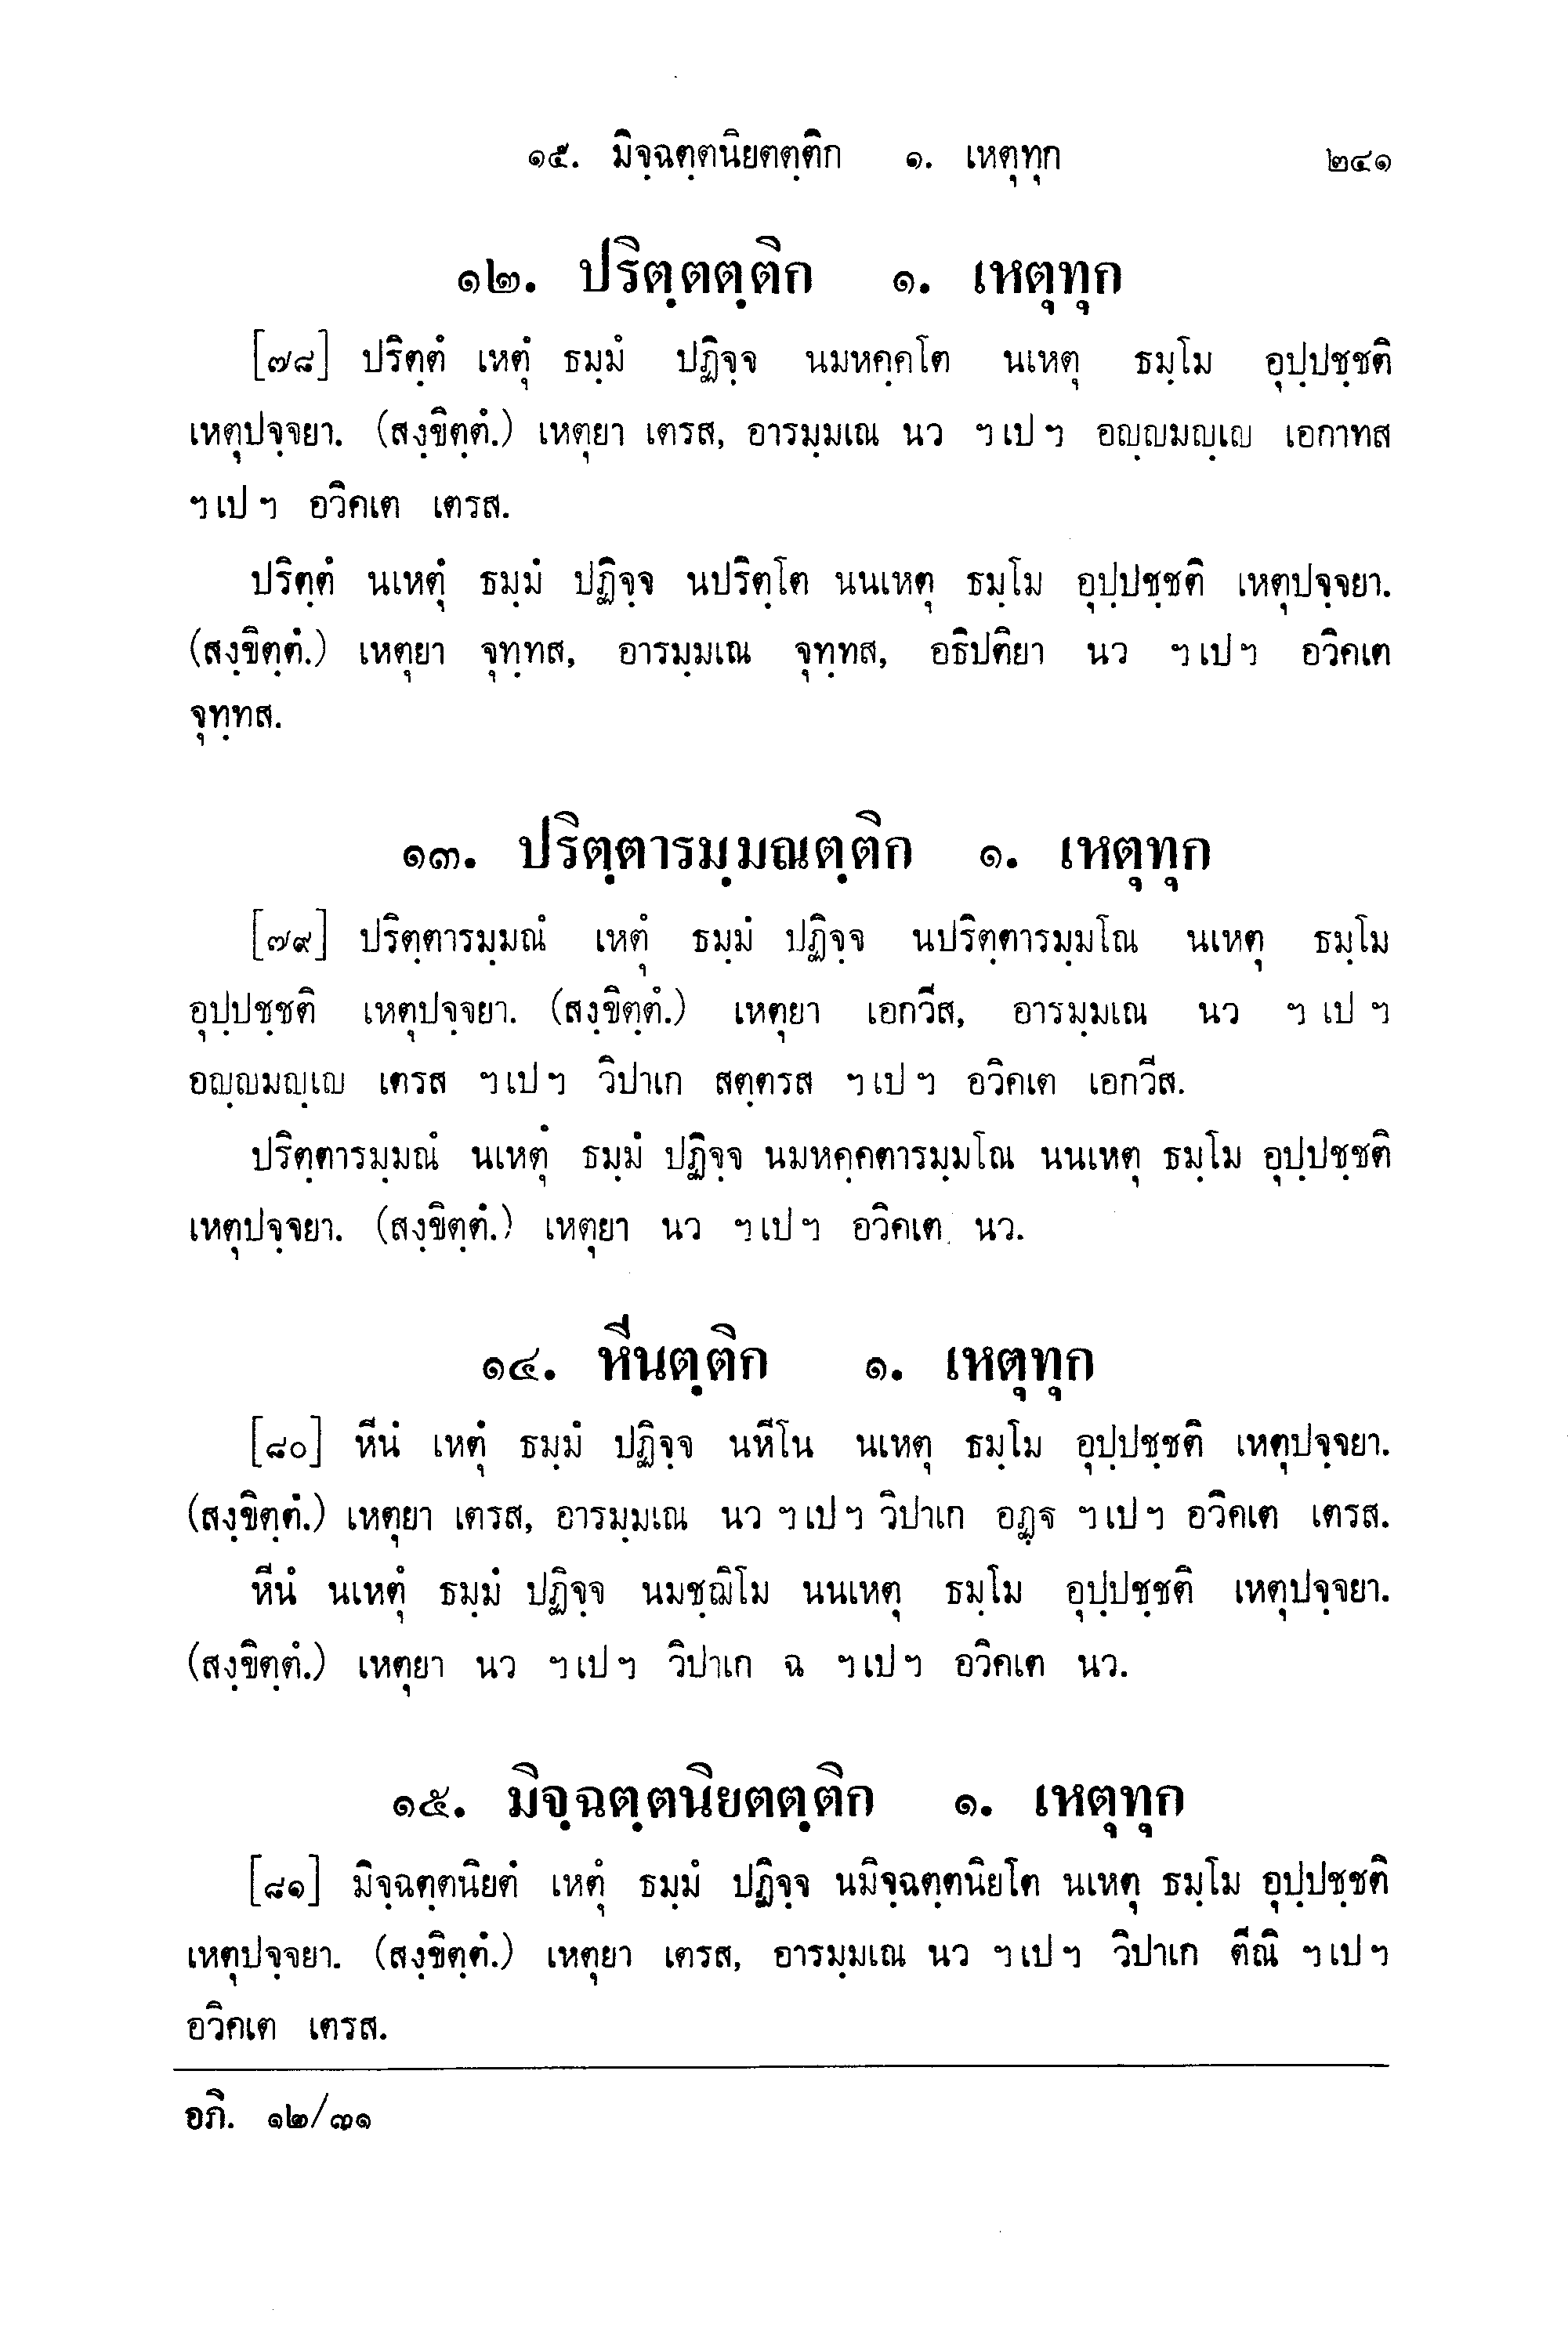 ๑๕. มิจฺฉตฺตนิยตตฺติก ๑. เหตุทุก ๒๔๑
๑๒. ปริตฺตตฺติก ๑. เหตุทุก
[๗๘] ปริตฺตํ เหตุํ ธมฺมํ ปฏิจฺจ นมหคฺคโต นเหตุ ธมฺโม อุปฺปชฺชติ
เหตุปจฺจยา. (สงฺขิตฺตํ.) เหตุยา เตรส, อารมฺมเณ นว ฯ เป ฯ อญฺญมญฺเญ เอกาทส
ฯ เป ฯ อวิคเต เตรส.
ปริตฺตํ นเหตุํ ธมฺมํ ปฏิจฺจ นปริตฺโต นนเหตุ ธมฺโม อุปฺปชฺชติ เหตุปจฺจยา.
(สงฺขิตฺตํ.) เหตุยา จุทฺทส, อารมฺมเณ จุทฺทส, อธิปติยา นว ฯ เป ฯ อวิคเต
จุทฺทส.
๑๓. ปริตฺตารมฺมณตฺติก ๑. เหตุทุก
[๗๙] ปริตฺตารมฺมณํ เหตุํ ธมฺมํ ปฏิจฺจ นปริตฺตารมฺมโณ นเหตุ ธมฺโม
อุปฺปชฺชติ เหตุปจฺจยา. (สงฺขิตฺตํ.) เหตุยา เอกวีส, อารมฺมเณ นว ฯ เป ฯ
อญฺญมญฺเญ เตรส ฯ เป ฯ วิปาเก สตฺตรส ฯ เป ฯ อวิคเต เอกวีส.
ปริตฺตารมฺมณํ นเหตุํ ธมฺมํ ปฏิจฺจ นมหคฺคตารมฺมโณ นนเหตุ ธมฺโม อุปฺปชฺชติ
เหตุปจฺจยา. (สงฺขิตฺตํ.) เหตุยา นว ฯ เป ฯ อวิคเต นว.
๑๔. หีนตฺติก ๑. เหตุทุก
[๘๐] หีนํ เหตุํ ธมฺมํ ปฏิจฺจ นหีโน นเหตุ ธมฺโม อุปฺปชฺชติ เหตุปจฺจยา.
(สงฺขิตฺตํ.) เหตุยา เตรส, อารมฺมเณ นว ฯ เป ฯ วิปาเก อฏฺฐ ฯ เป ฯ อวิคเต เตรส.
หีนํ นเหตุํ ธมฺมํ ปฏิจฺจ นมชฺฌิโม นนเหตุ ธมฺโม อุปฺปชฺชติ เหตุปจฺจยา.
(สงฺขิตฺตํ.) เหตุยา นว ฯ เป ฯ วิปาเก ฉ ฯ เป ฯ อวิคเต นว.
๑๕. มิจฺฉตฺตนิยตตฺติก ๑. เหตุทุก
[๘๑] มิจฺฉตฺตนิยตํ เหตุํ ธมฺมํ ปฏิจฺจ นมิจฺฉตฺตนิยโต นเหตุ ธมฺโม อุปฺปชฺชติ
เหตุปจฺจยา. (สงฺขิตฺตํ.) เหตุยา เตรส, อารมฺมเณ นว ฯ เป ฯ วิปาเก ตีณิ ฯ เป ฯ
อวิคเต เตรส.
อภิ. ๑๒/๓๑